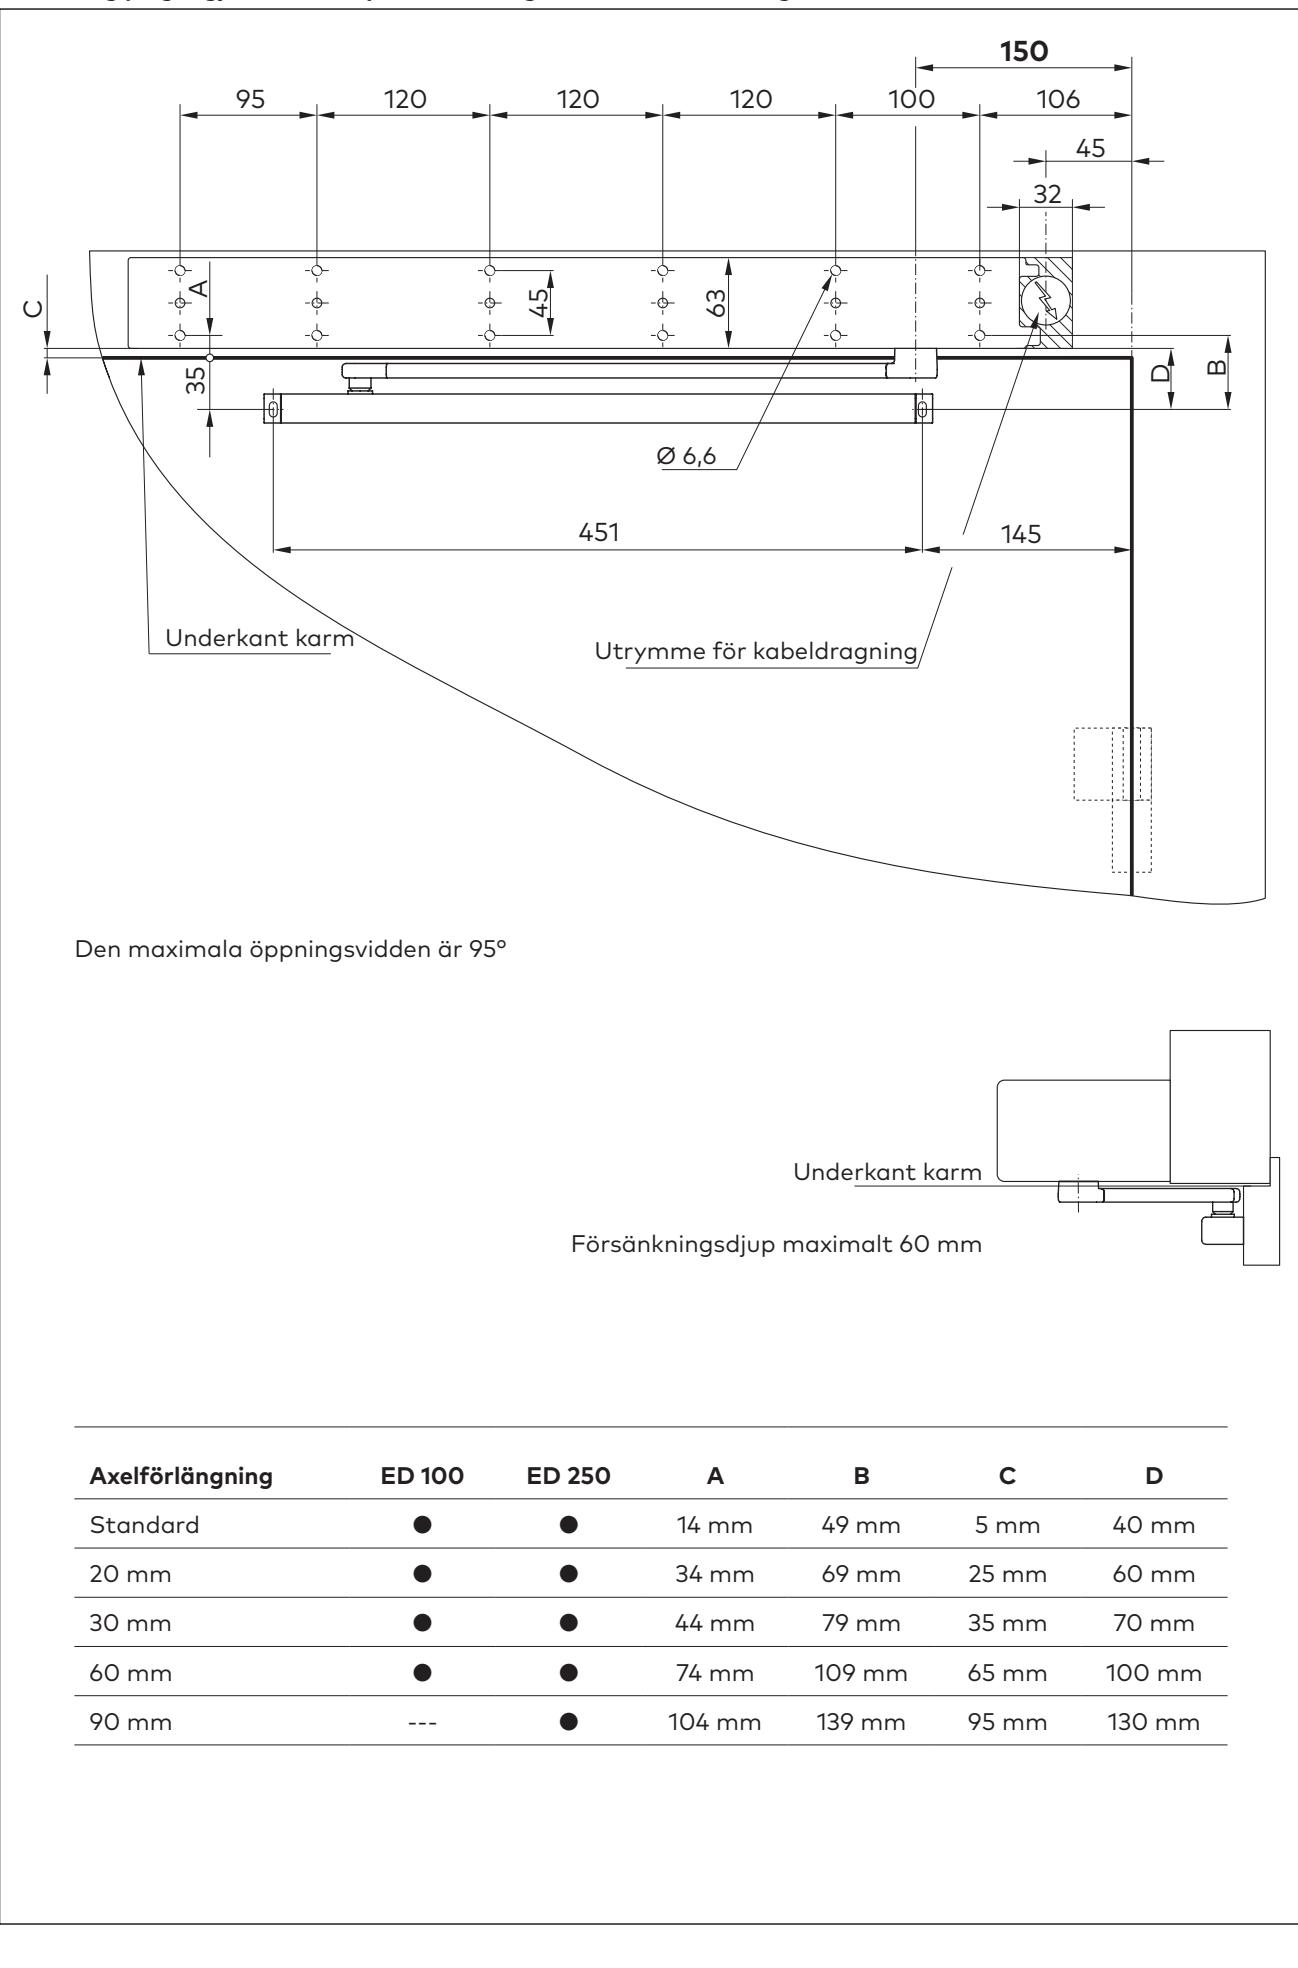 150
95 120 120 120 100 106
45
32
A
C
45
63
35
D
B
Ø 6,6
451
145
Underkant karm
Utrymme för kabeldragning
Den maximala öppningsvidden är 95°
Underkant karm
Försänkningsdjup maximalt 60 mm
Axelförlängning ED 100 ED 250 A B C D
Standard ● ● 14 mm 49 mm 5 mm 40 mm
20 mm ● ● 34 mm 69 mm 25 mm 60 mm
30 mm ● ● 44 mm 79 mm 35 mm 70 mm
60 mm ● ● 74 mm 109 mm 65 mm 100 mm
90 mm --- ● 104 mm 139 mm 95 mm 130 mm